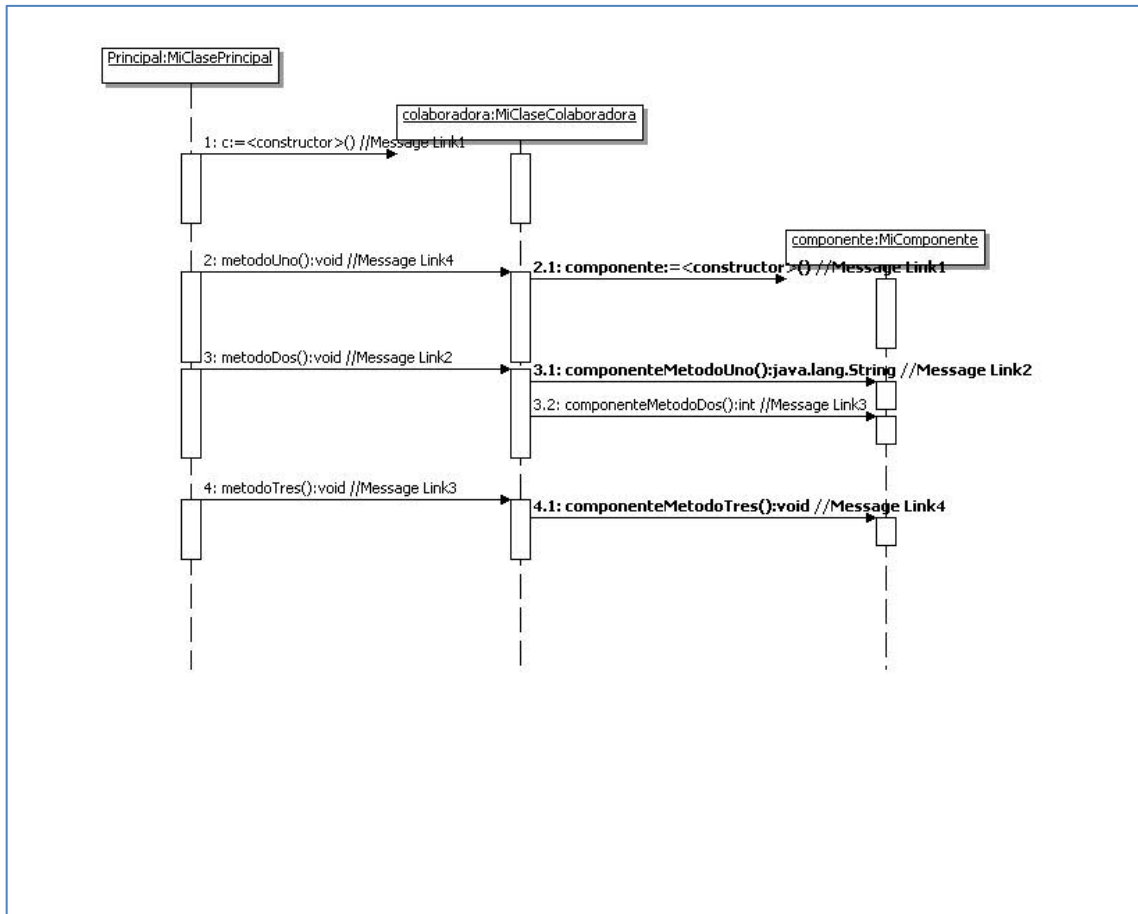 Principal:MiClasePrincipal
colaboradora:MiClaseColaboradora
1: c:=<constructor>() //Message Link1
componente:MiComponente
2: metodoUno():void //Message Link4
2.1: componente:=<constructor>() //Message Link1
3: metodoDos():void //Message Link2
3.1: componenteMetodoUno():java.lang.String //Message Link2
3.2: componenteMetodoDos():int //Message Link3
4: metodoTres():void //Message Link3
4.1: componenteMetodoTres():void //Message Link4